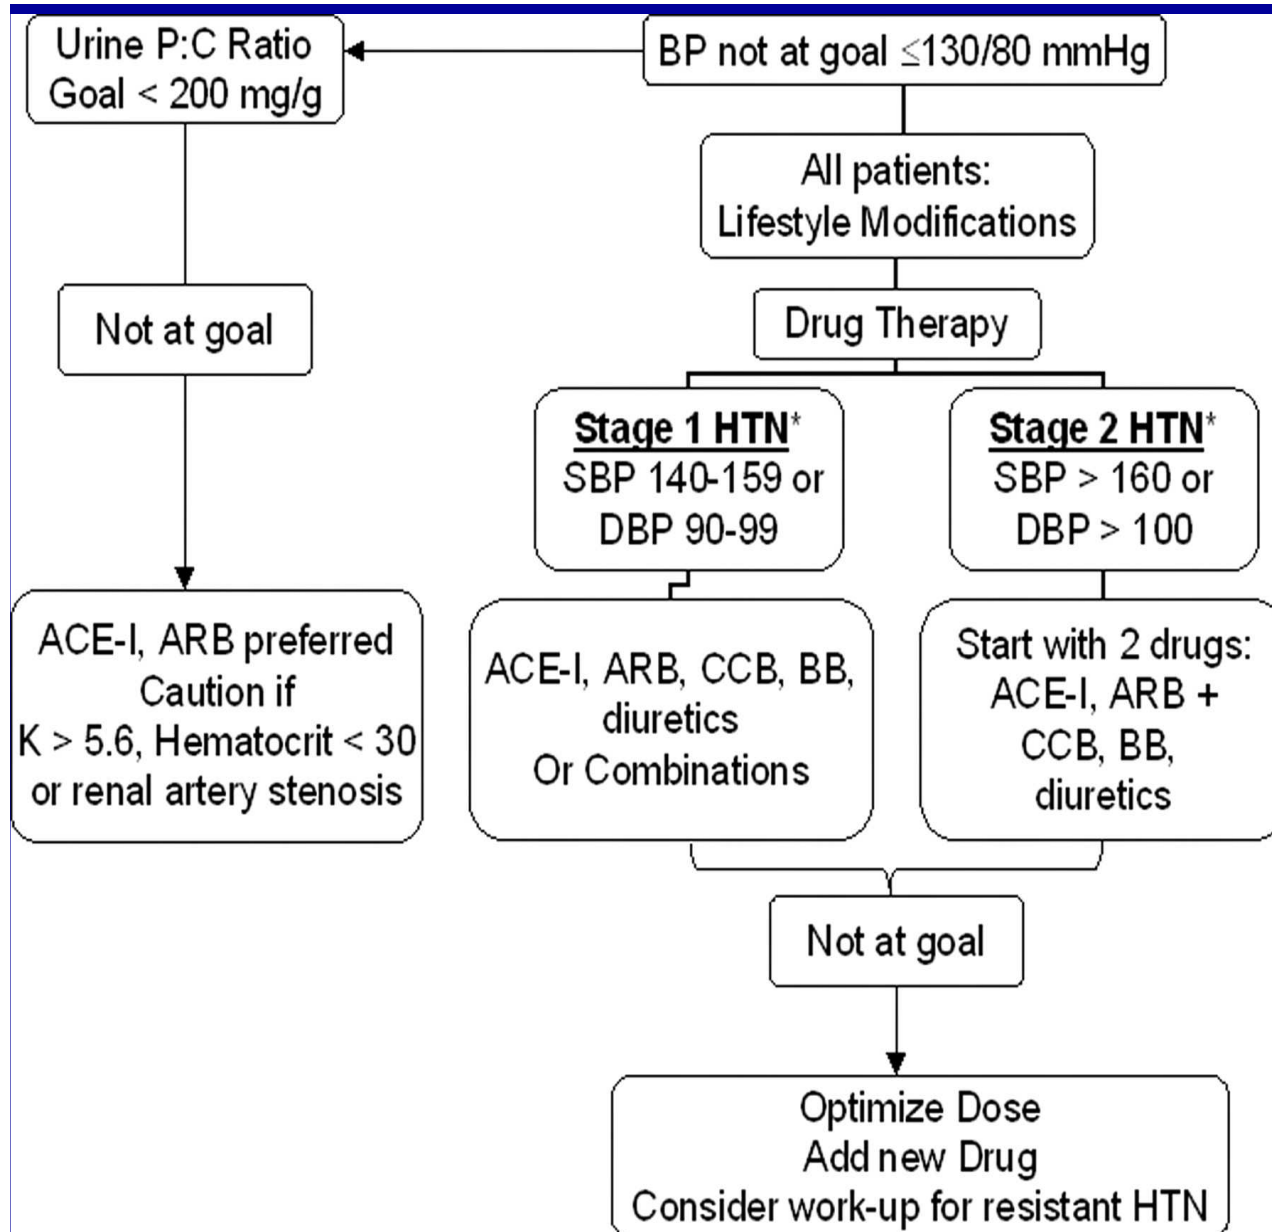 Urine P:C Ratio
Goal < 200 mg/g
BP not at goal ≤130/80 mmHg
All patients:
Lifestyle Modifications
Not at goal
Drug Therapy
Stage 1 HTN*
SBP 140-159 or
DBP 90-99
Stage 2 HTN*
SBP > 160 or
DBP > 100
ACE-I, ARB preferred
Caution if
K > 5.6, Hematocrit < 30
or renal artery stenosis
ACE-I, ARB, CCB, BB,
diuretics
Or Combinations
Start with 2 drugs:
ACE-I, ARB +
CCB, BB,
diuretics
Not at goal
Optimize Dose
Add new Drug
Consider work-up for resistant HTN